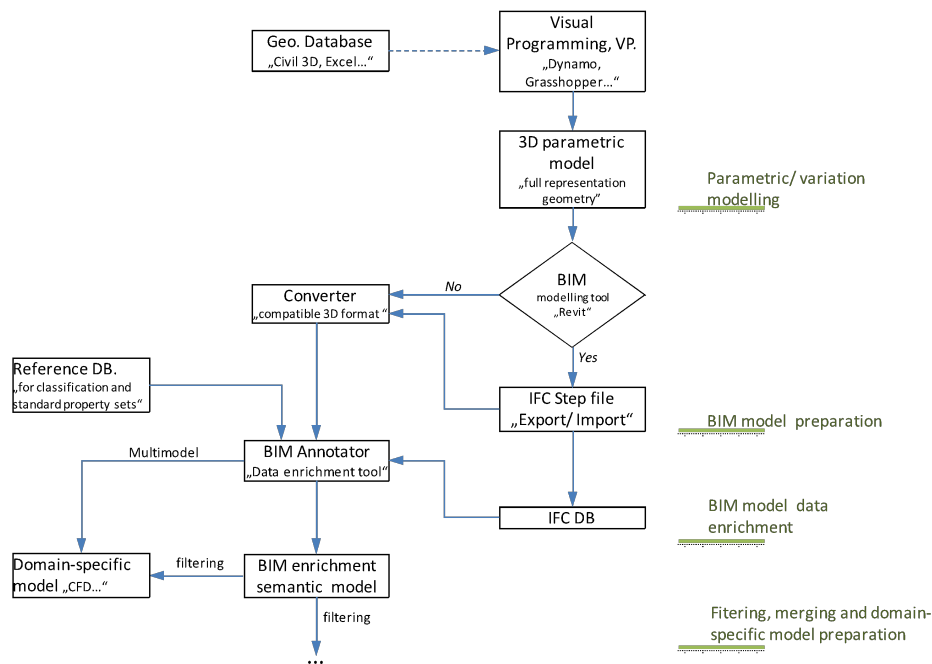 Geo. Database
„Civil 3D, Excel…“
Visual
Programming, VP.
„Dynamo,
Grasshopper…“
3D parametric
model
„full representation
geometry”
Parametric/ variation
modelling
BIM
modelling tool
„Revit“
No
Yes
Converter
„compatible 3D format “
Reference DB.
„for classification and
standard property sets“
IFC Step file
„Export/ Import“
BIM model preparation
Multimodel
BIM Annotator
„Data enrichment tool“
IFC DB
BIM model data
enrichment
Domain-specific
model „CFD…“
filtering
BIM enrichment
semantic model
filtering
...
Fitering, merging and domain-
specific model preparation